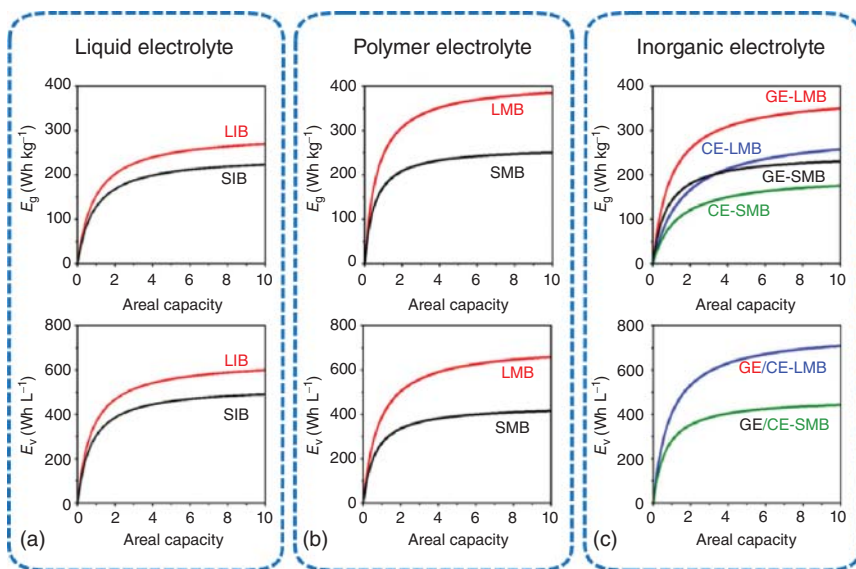 Liquid electrolyte
400
300
200
100
0
E_g (Wh kg⁻¹)
LIB
SIB
0 2 4 6 8 10
Areal capacity
800
600
400
200
0
E_v (Wh L⁻¹)
LIB
SIB
0 2 4 6 8 10
Areal capacity
(a)
Polymer electrolyte
400
300
200
100
0
E_g (Wh kg⁻¹)
LMB
SMB
0 2 4 6 8 10
Areal capacity
800
600
400
200
0
E_v (Wh L⁻¹)
LMB
SMB
0 2 4 6 8 10
Areal capacity
(b)
Inorganic electrolyte
400
300
200
100
0
E_g (Wh kg⁻¹)
GE-LMB
CE-LMB
GE-SMB
CE-SMB
0 2 4 6 8 10
Areal capacity
0
200
400
600
800
E_v (Wh L⁻¹)
GE/CE-LMB
GE/CE-SMB
0 2 4 6 8 10
Areal capacity
(c)